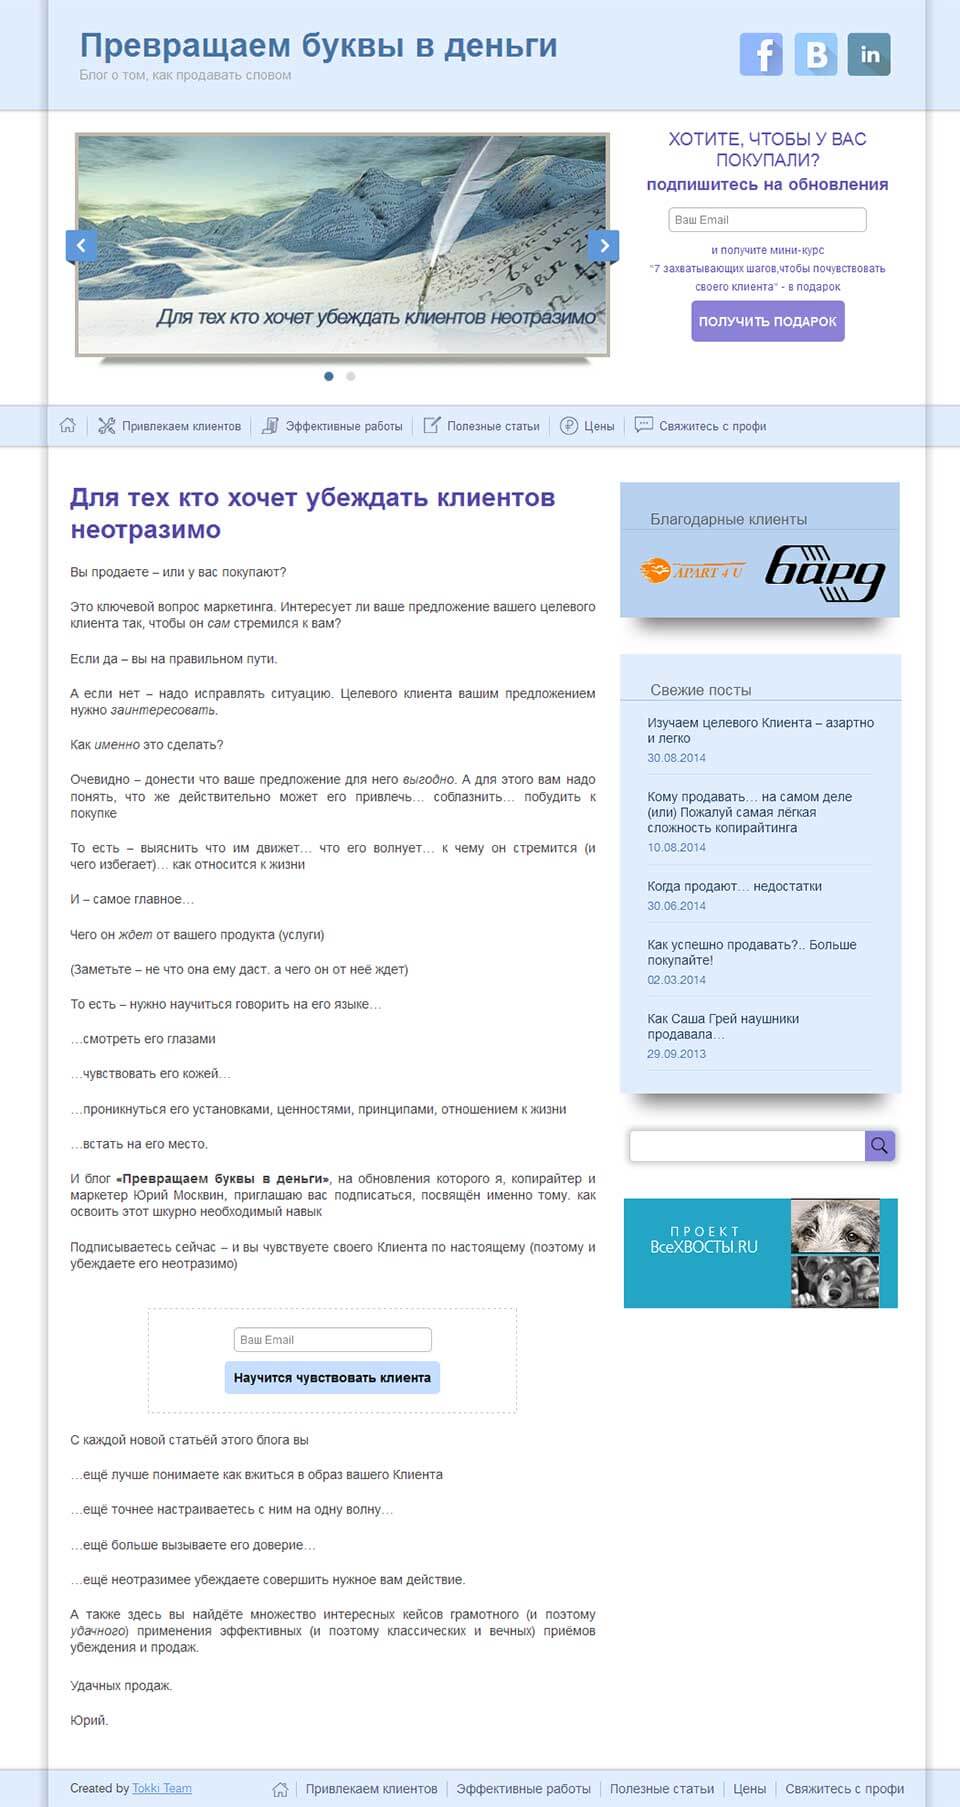 Превращаем буквы в деньги
Блог о том, как продавать словом
f
B
in
Для тех кто хочет убеждать клиентов неотразимо
ХОТИТЕ, ЧТОБЫ У ВАС
ПОКУПАЛИ?
подпишитесь на обновления
Ваш Email
и получите мини-курс
"7 захватывающих шагов,чтобы почувствовать
своего клиента" - в подарок
ПОЛУЧИТЬ ПОДАРОК
Привлекаем клиентов
Эффективные работы
Полезные статьи
Цены
Свяжитесь с профи
Для тех кто хочет убеждать клиентов
неотразимо
Вы продаете – или у вас покупают?
Это ключевой вопрос маркетинга. Интересует ли ваше предложение вашего целевого
клиента так, чтобы он сам стремился к вам?
Если да – вы на правильном пути.
А если нет – надо исправлять ситуацию. Целевого клиента вашим предложением
нужно заинтересовать.
Как именно это сделать?
Очевидно – донести что ваше предложение для него выгодно. А для этого вам надо
понять, что же действительно может его привлечь… соблазнить… побудить к
покупке
То есть – выяснить что им движет… что его волнует… к чему он стремится (и
чего избегает)… как относится к жизни
И – самое главное…
Чего он ждет от вашего продукта (услуги)
(Заметьте – не что она ему даст. а чего он от неё ждет)
То есть – нужно научиться говорить на его языке…
…смотреть его глазами
…чувствовать его кожей…
…проникнуться его установками, ценностями, принципами, отношением к жизни
…встать на его место.
И блог «Превращаем буквы в деньги», на обновления которого я, копирайтер и
маркетер Юрий Москвин, приглашаю вас подписаться, посвящён именно тому. как
освоить этот шкурно необходимый навык
Подписываетесь сейчас – и вы чувствуете своего Клиента по настоящему (поэтому и
убеждаете его неотразимо)
Ваш Email
Научится чувствовать клиента
С каждой новой статьёй этого блога вы
…ещё лучше понимаете как вжиться в образ вашего Клиента
…ещё точнее настраиваетесь с ним на одну волну…
…ещё больше вызываете его доверие…
…ещё неотразимее убеждаете совершить нужное вам действие.
А также здесь вы найдёте множество интересных кейсов грамотного (и поэтому
удачного) применения эффективных (и поэтому классических и вечных) приёмов
убеждения и продаж.
Удачных продаж.
Юрий.
Благодарные клиенты
APART 4 U
бард
Свежие посты
Изучаем целевого Клиента – азартно
и легко
30.08.2014
Кому продавать… на самом деле
(или) Пожалуй самая лёгкая
сложность копирайтинга
10.08.2014
Когда продают… недостатки
30.06.2014
Как успешно продавать?.. Больше
покупайте!
02.03.2014
Как Саша Грей наушники
продавала…
29.09.2013
ПРОЕКТ
ВсеХВОСТЫ.RU
Created by Tokki Team
Привлекаем клиентов
Эффективные работы
Полезные статьи
Цены
Свяжитесь с профи